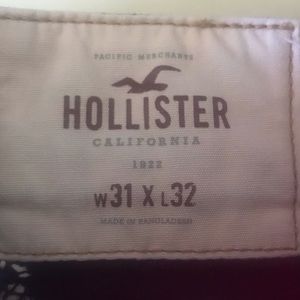 PACIFIC MERCHANTS
HOLLISTER
CALIFORNIA
1922
W31 X L32
MADE IN BANGLADESH